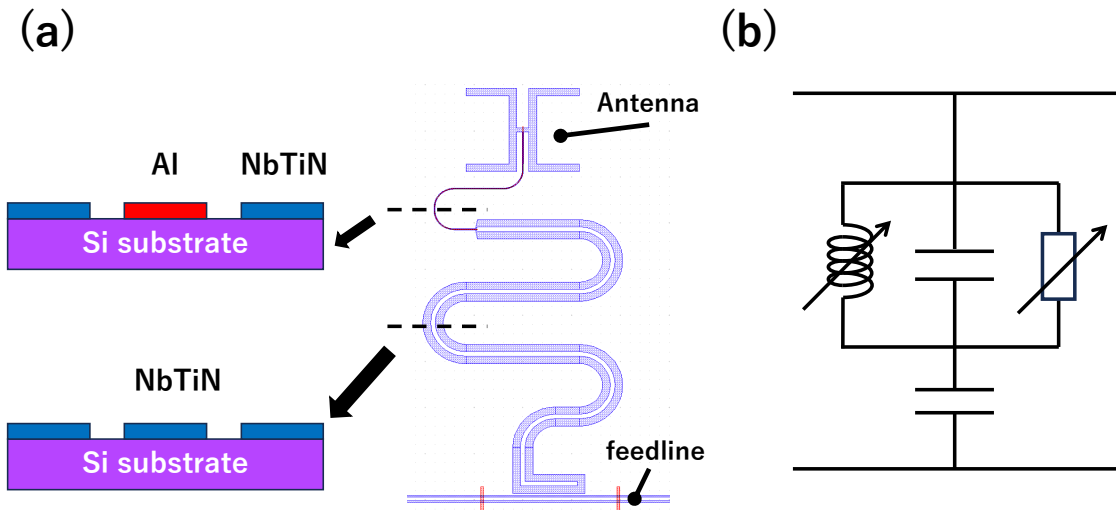 (a)
(b)
Antenna
Al
NbTiN
Si substrate
NbTiN
Si substrate
feedline